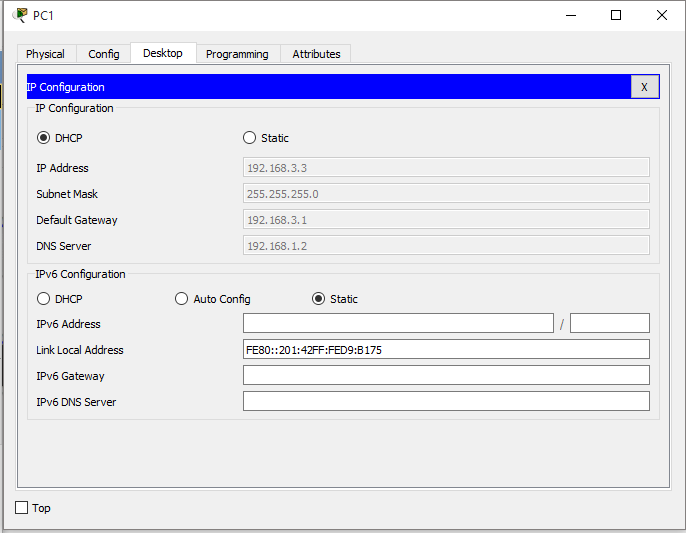 PC1
Physical Config Desktop Programming Attributes
IP Configuration X
IP Configuration
DHCP Static
IP Address 192.168.3.3
Subnet Mask 255.255.255.0
Default Gateway 192.168.3.1
DNS Server 192.168.1.2
IPv6 Configuration
DHCP Auto Config Static
IPv6 Address /
Link Local Address FE80::201:42FF:FED9:B175
IPv6 Gateway
IPv6 DNS Server
Top